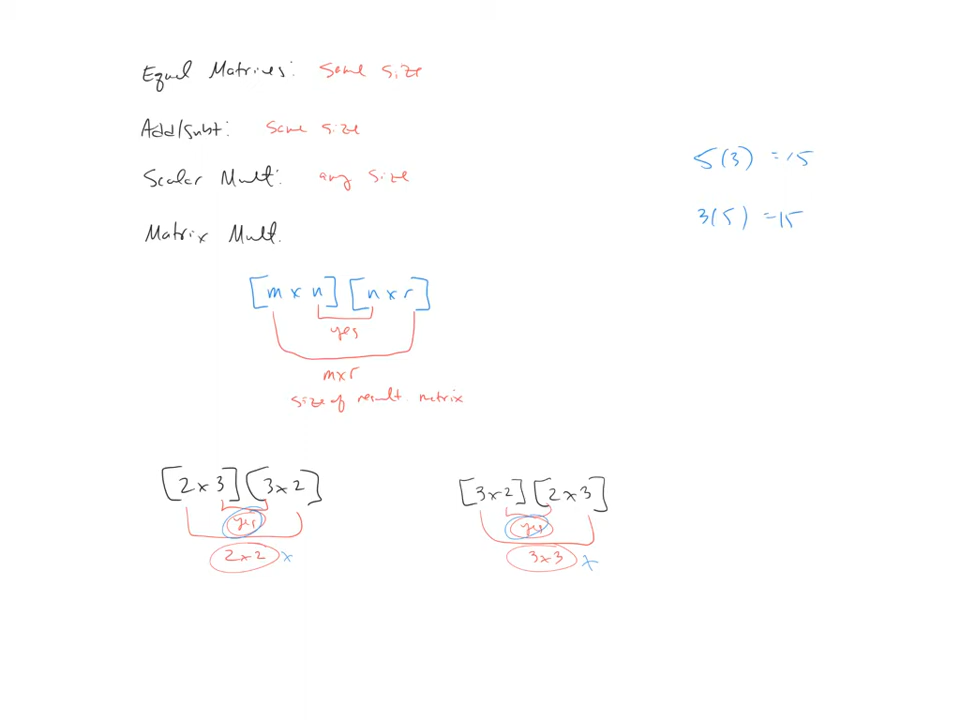 Equal Matrices: Same size
Add/Subt: same size
5(3) = 15
Scalar Mult: any size
3(5) = 15
Matrix Mult.
[m x n] [n x r]
yes
mxr
size of result matrix
[2 x 3] [3 x 2]
[3 x 2] [2 x 3]
yes
yes
2 x 2 x
3 x 3 x